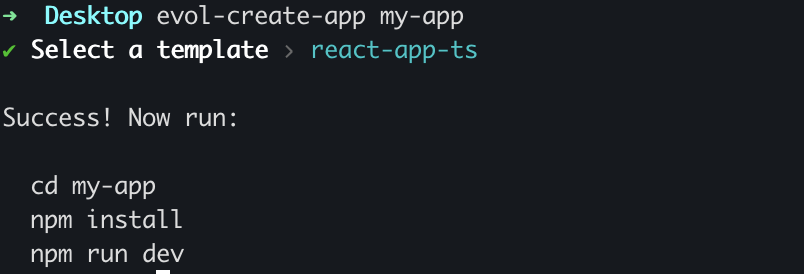 ➜ Desktop evol-create-app my-app
✔ Select a template › react-app-ts
Success! Now run:
cd my-app
npm install
npm run dev